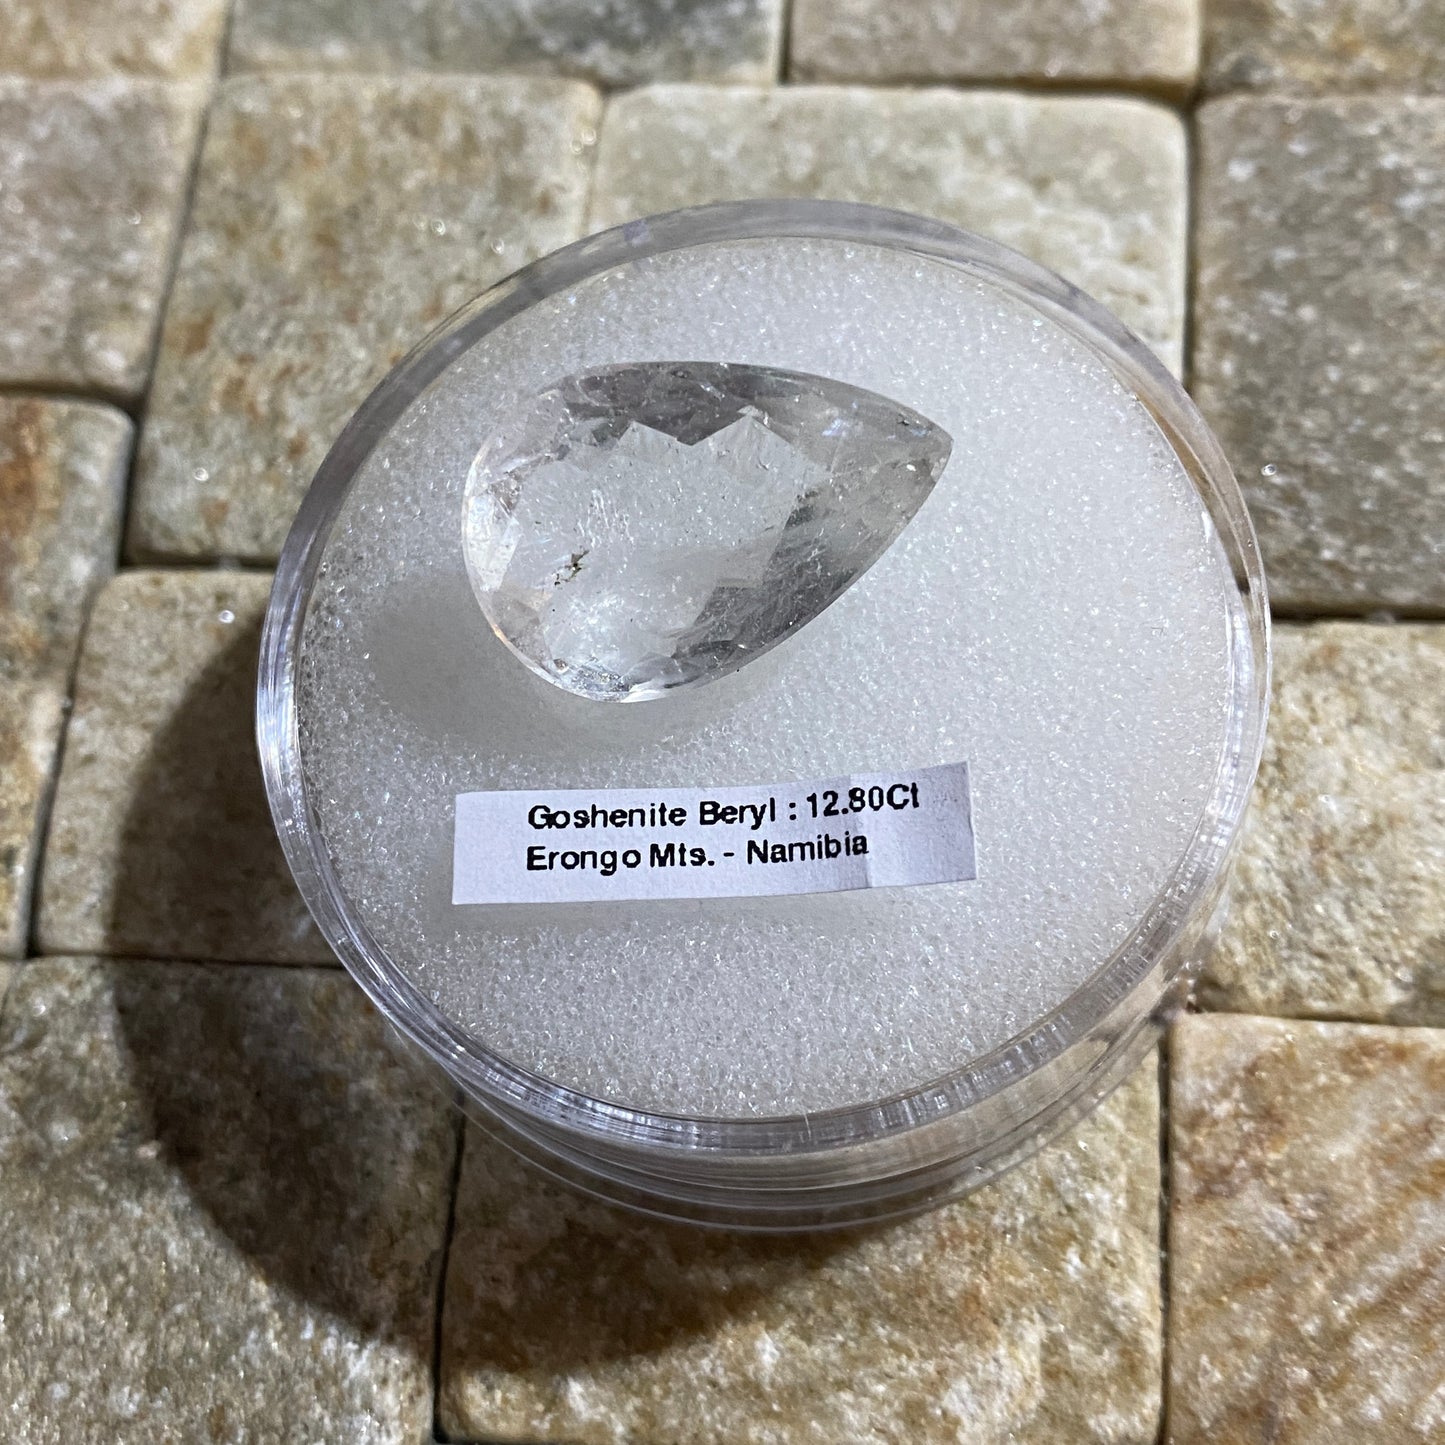 Goshenite Beryl : 12.80Ct
Erongo Mts. - Namibia